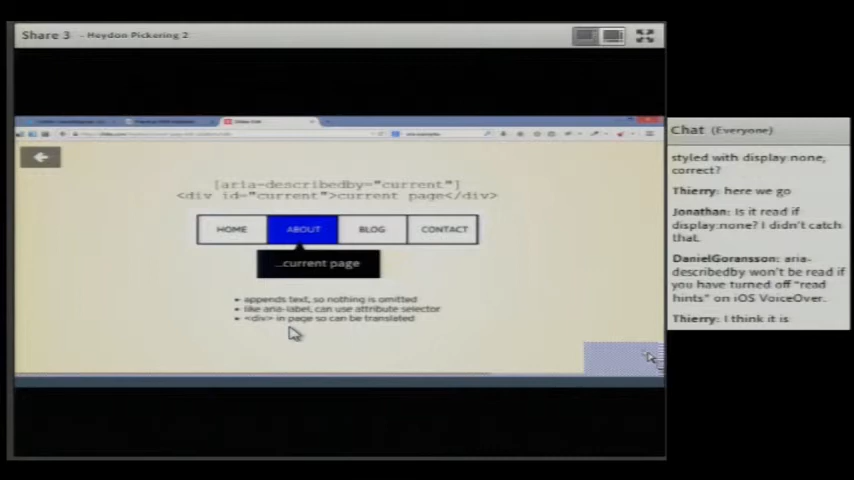 Share 3 - Heydon Pickering 2
[aria-describedby="current"]
<div id="current">current page</div>
HOME ABOUT BLOG CONTACT
...current page
• appends text, so nothing is omitted
• like aria-label, can use attribute selector
• <div> in page so can be translated
Chat (Everyone)
styled with display:none,
correct?
Thierry: here we go
Jonathan: Is it read if
display:none? I didn't catch
that.
DanielGoransson: aria-
describedby won't be read if
you have turned off "read
hints" on iOS VoiceOver.
Thierry: I think it is